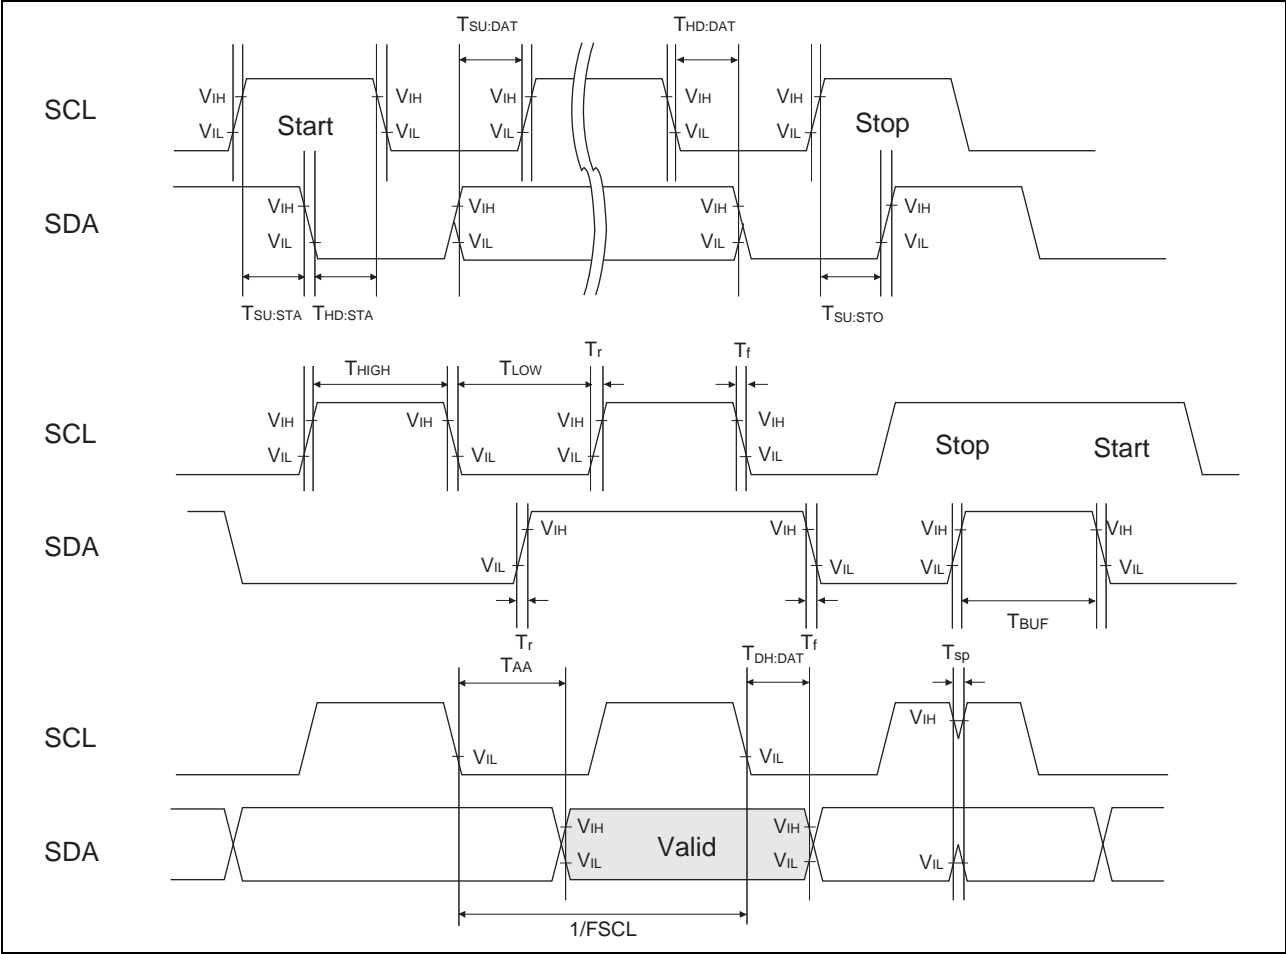 TSU:DAT THD:DAT
SCL VIH VIH VIH VIH VIH
VIL Start VIL VIL VIL VIL Stop
SDA VIH VIH VIH VIH
VIL VIL VIL VIL
TSU:STA THD:STA TSU:STO
THIGH TLOW Tr Tf
SCL VIH VIH VIH VIH
VIL VIL VIL VIL Stop Start
SDA VIH VIH VIH VIH
VIL VIL VIL VIL
Tr Tf TBUF
TAA TDH:DAT Tsp
SCL VIH
VIL VIL
SDA VIH Valid VIH
VIL VIL VIL
1/FSCL